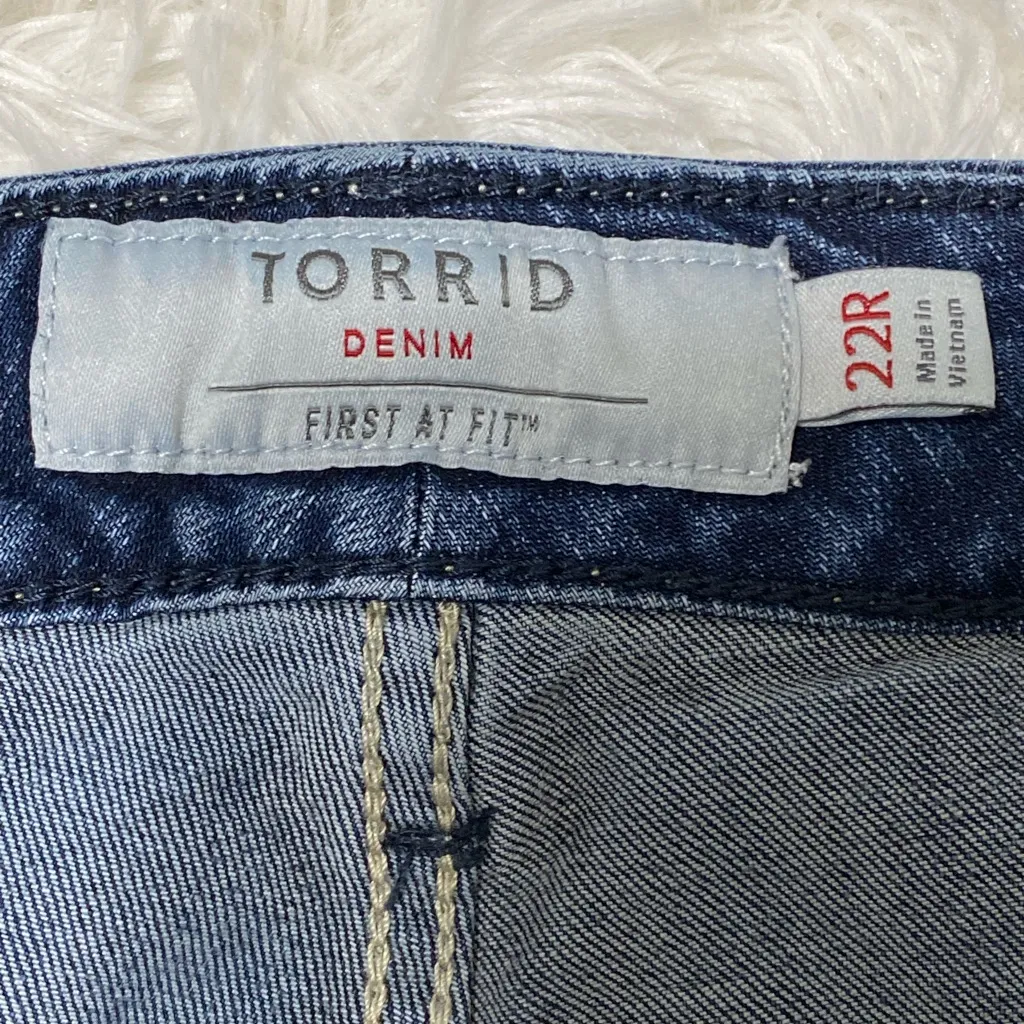 TORRID
DENIM
FIRST AT FIT™
22R
Made in
Vietnam